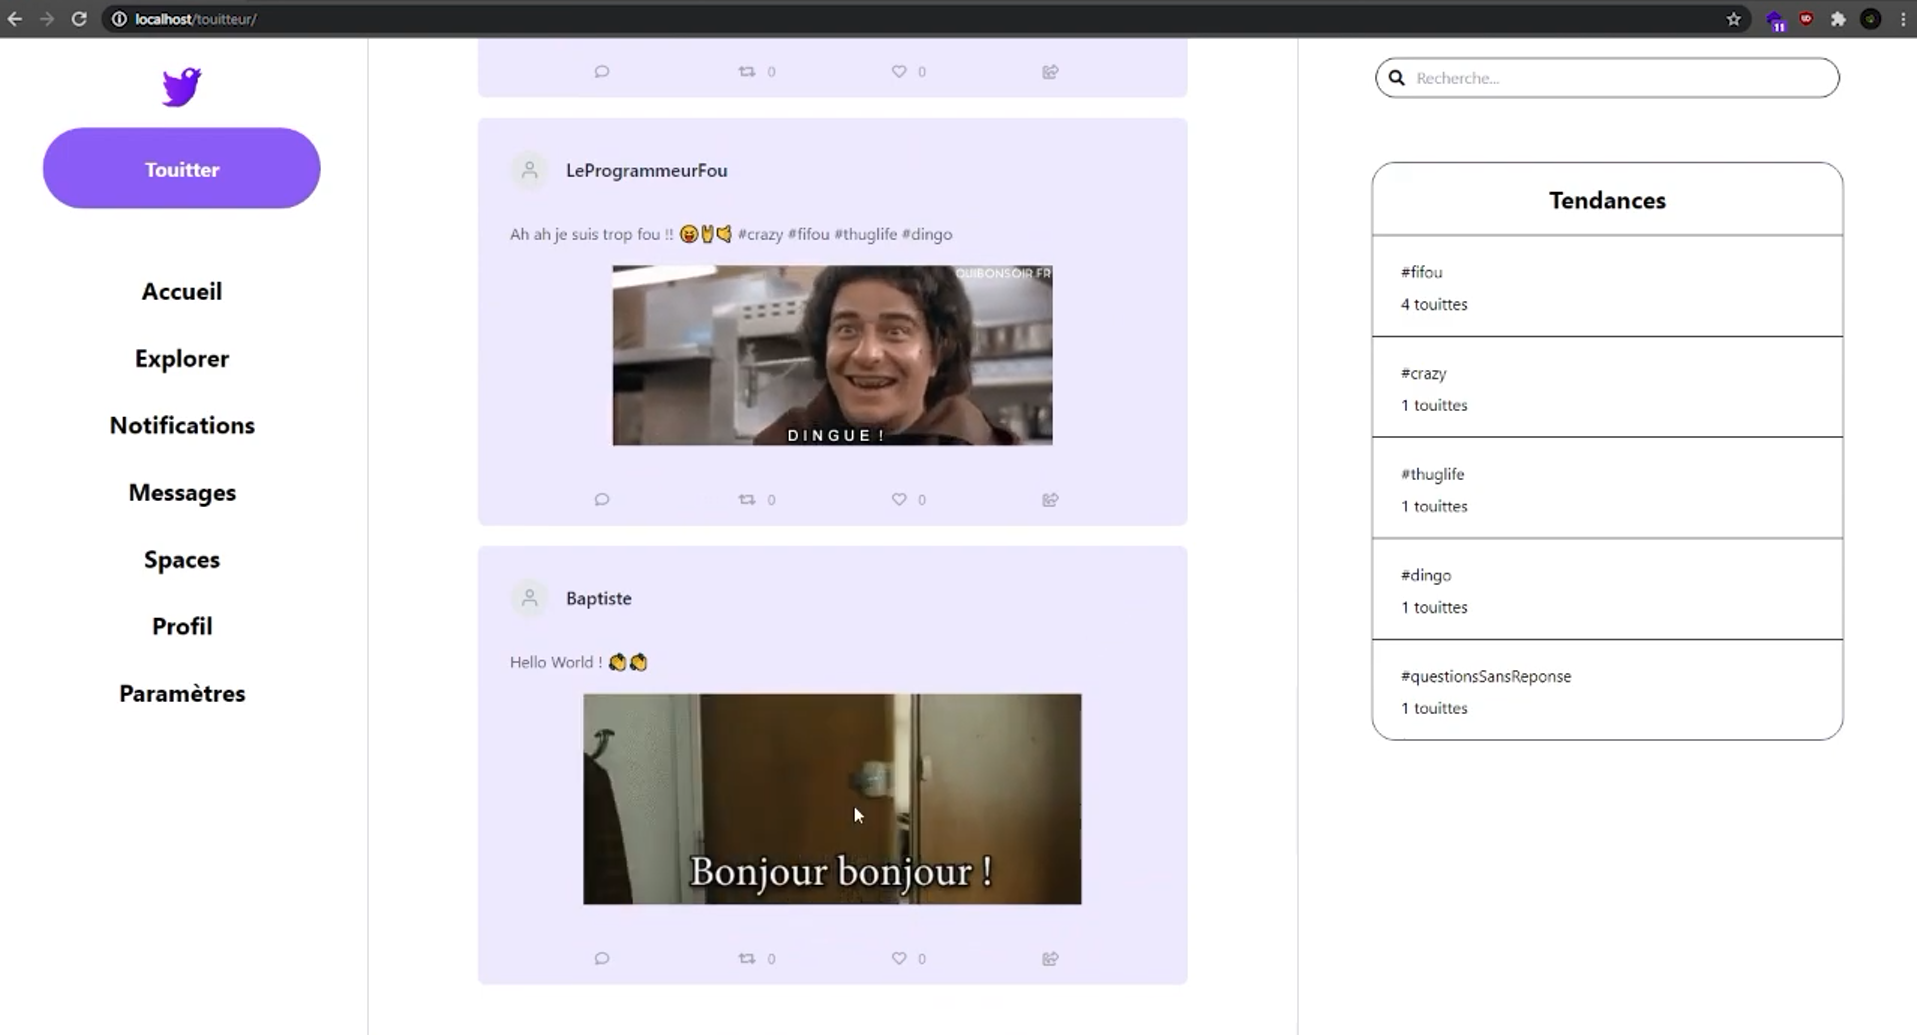 localhost/touitteur/
11
Touitter
Accueil
Explorer
Notifications
Messages
Spaces
Profil
Paramètres
0
0
LeProgrammeurFou
Ah ah je suis trop fou !! 😝🤘🤙 #crazy #fifou #thuglife #dingo
OUIBONSOIR.FR
DINGUE !
0
0
Baptiste
Hello World ! 👏👏
Bonjour bonjour !
0
0
Recherche...
Tendances
#fifou
4 touittes
#crazy
1 touittes
#thuglife
1 touittes
#dingo
1 touittes
#questionsSansReponse
1 touittes